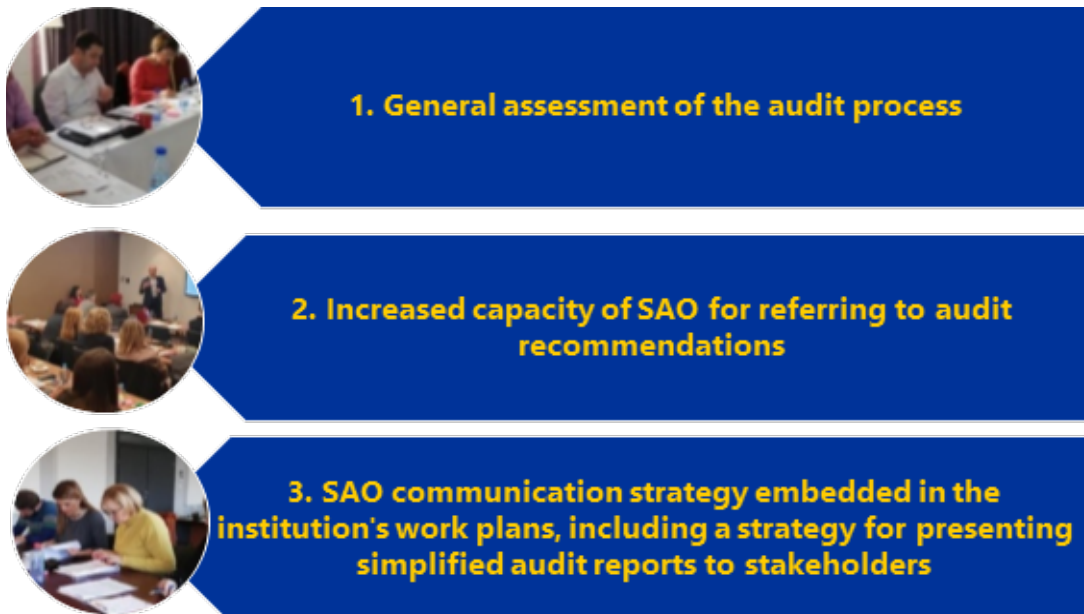 1. General assessment of the audit process
2. Increased capacity of SAO for referring to audit
recommendations
3. SAO communication strategy embedded in the
institution's work plans, including a strategy for presenting
simplified audit reports to stakeholders